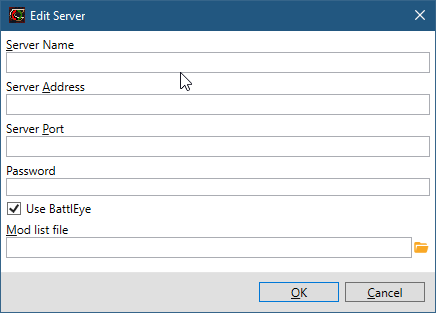 Edit Server
Server Name
Server Address
Server Port
Password
Use BattlEye
Mod list file
OK
Cancel